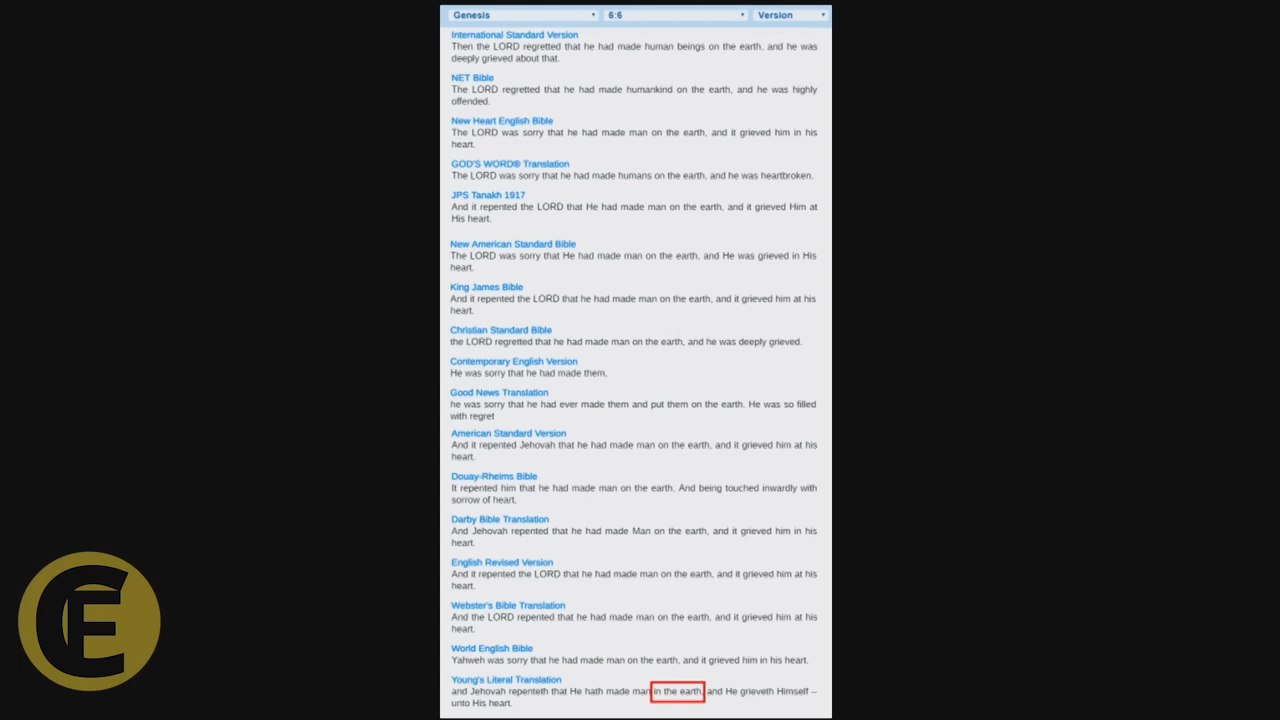 Genesis 6:6 Version
International Standard Version
Then the LORD regretted that he had made human beings on the earth, and he was
deeply grieved about that.
NET Bible
The LORD regretted that he had made humankind on the earth, and he was highly
offended.
New Heart English Bible
The LORD was sorry that he had made man on the earth, and it grieved him in his
heart.
GOD'S WORD® Translation
The LORD was sorry that he had made humans on the earth, and he was heartbroken.
JPS Tanakh 1917
And it repented the LORD that He had made man on the earth, and it grieved Him at
His heart.
New American Standard Bible
The LORD was sorry that He had made man on the earth, and He was grieved in His
heart.
King James Bible
And it repented the LORD that he had made man on the earth, and it grieved him at his
heart.
Christian Standard Bible
the LORD regretted that he had made man on the earth, and he was deeply grieved.
Contemporary English Version
He was sorry that he had made them,
Good News Translation
he was sorry that he had ever made them and put them on the earth. He was so filled
with regret
American Standard Version
And it repented Jehovah that he had made man on the earth, and it grieved him at his
heart.
Douay-Rheims Bible
It repented him that he had made man on the earth. And being touched inwardly with
sorrow of heart,
Darby Bible Translation
And Jehovah repented that he had made Man on the earth, and it grieved him in his
heart.
English Revised Version
And it repented the LORD that he had made man on the earth, and it grieved him at his
heart.
Webster's Bible Translation
And the LORD repented that he had made man on the earth, and it grieved him at his
heart.
World English Bible
Yahweh was sorry that he had made man on the earth, and it grieved him in his heart.
Young's Literal Translation
and Jehovah repenteth that He hath made man in the earth, and He grieveth Himself --
unto His heart.
CE